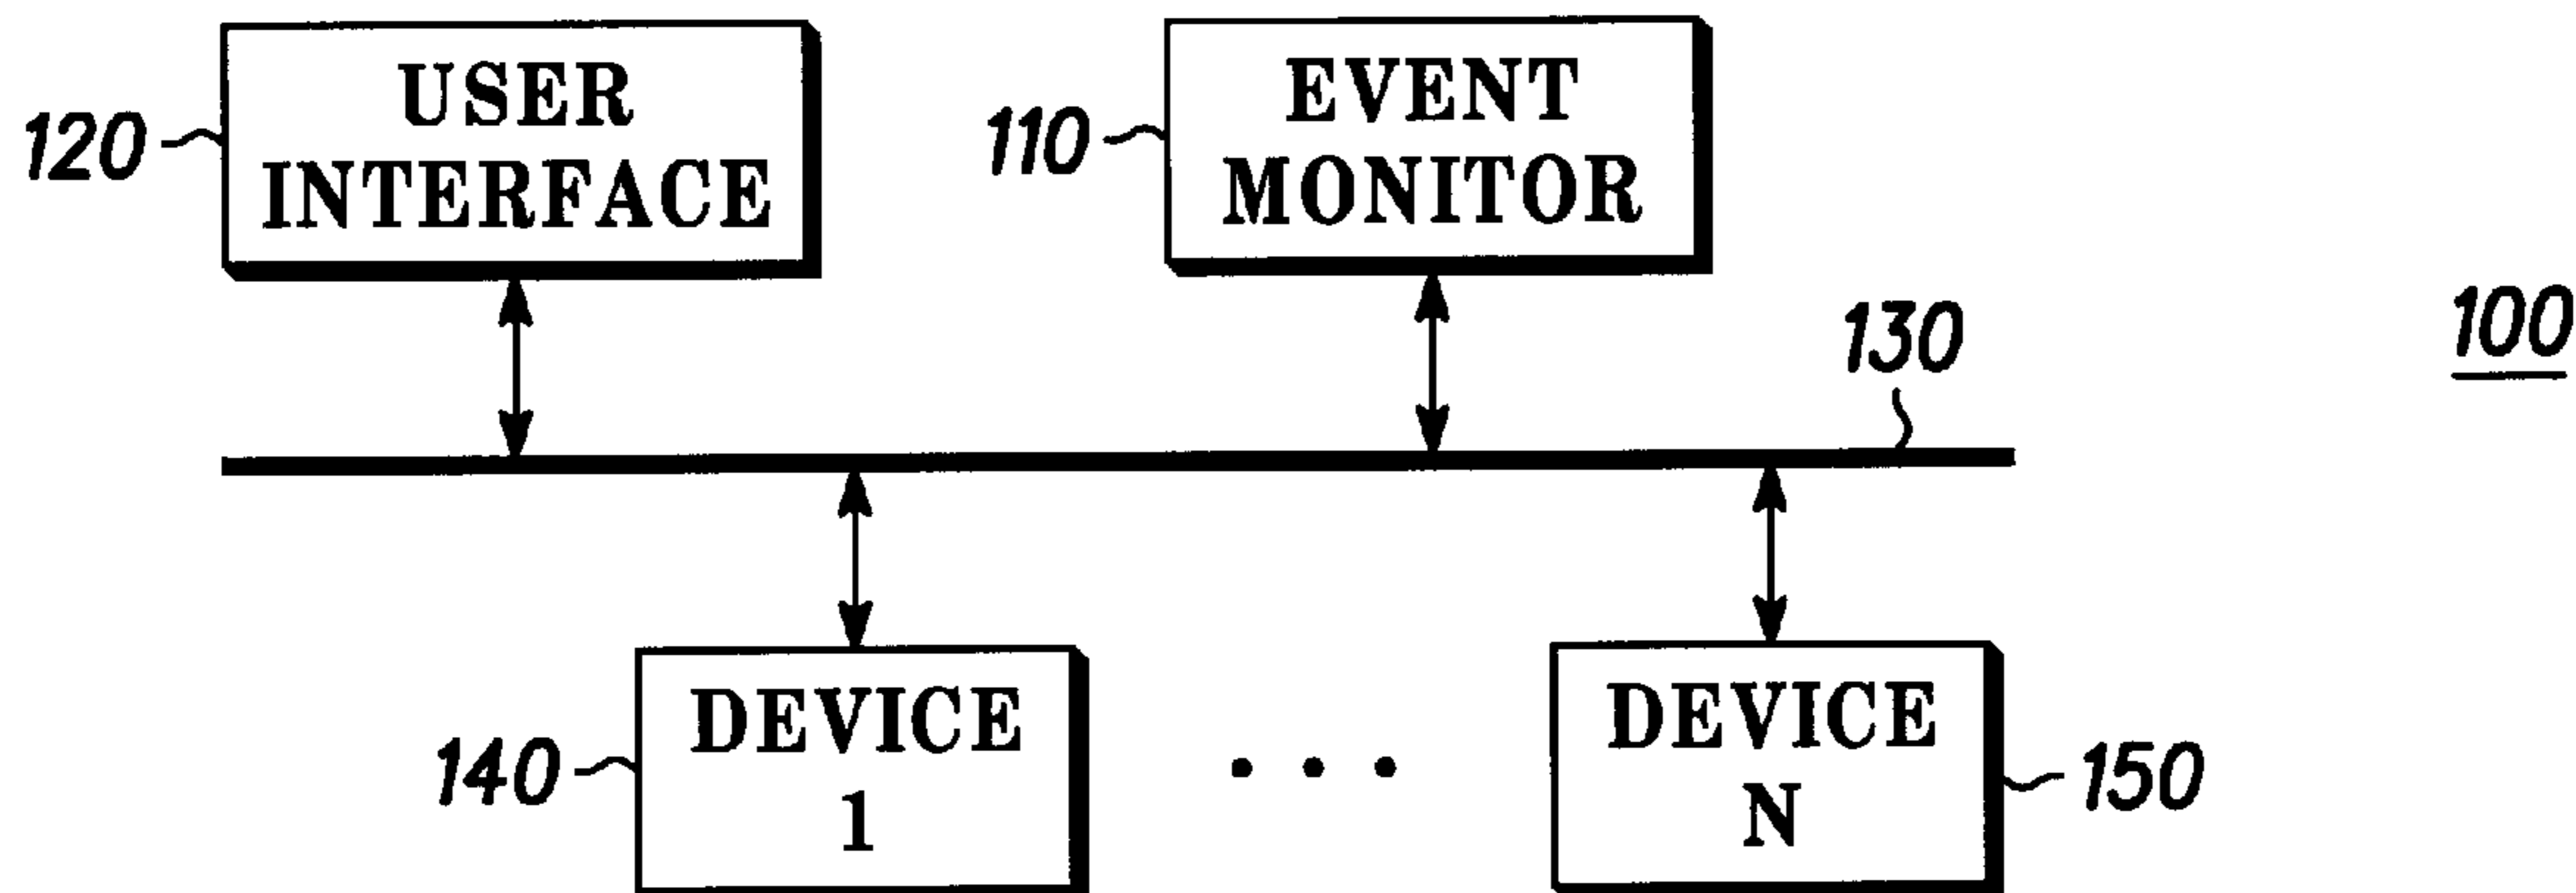 USER
INTERFACE
120
EVENT
MONITOR
110
130
100
DEVICE
1
140
. . .
DEVICE
N
150